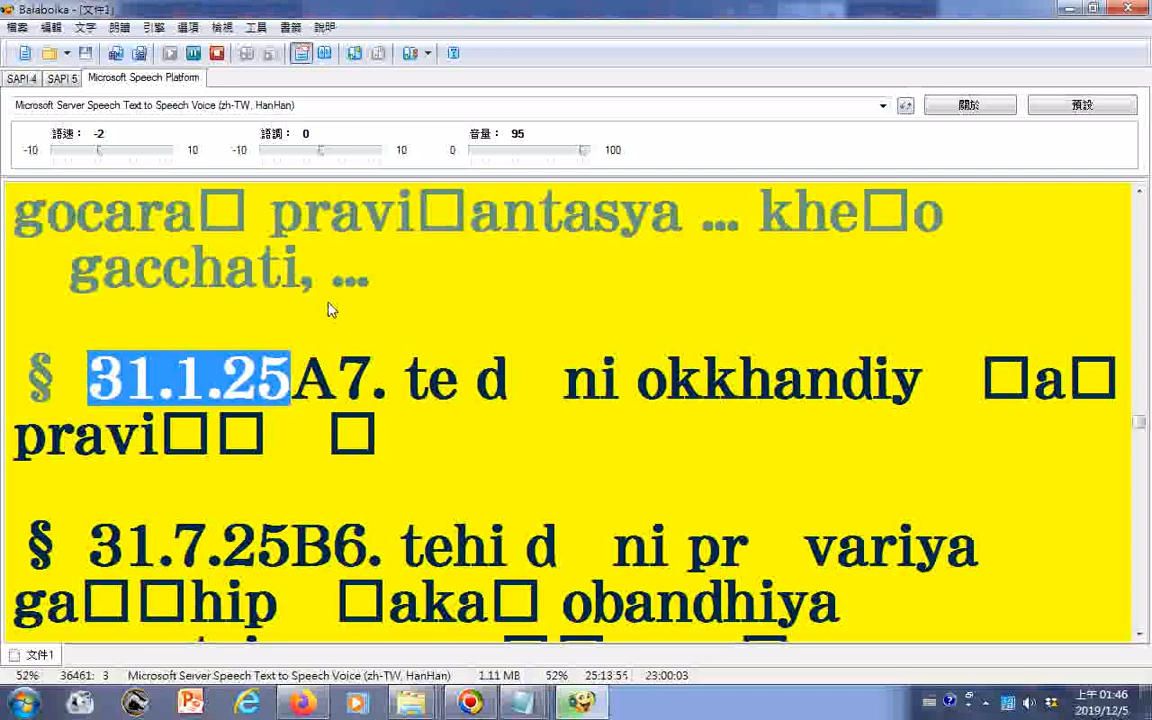 Balabolka - [文件1]
檔案 編輯 文字 朗讀 引擎 選項 檢視 工具 書籤 說明
SAPI 4 SAPI 5 Microsoft Speech Platform
Microsoft Server Speech Text to Speech Voice (zh-TW, HanHan) 關於 預設
語速： -2 語調： 0 音量： 95
-10 10 -10 10 0 100
gocara□ pravi□antasya ... khe□o
gacchati, ...
§ 31.1.25A7. te d ni okkhandiy □a□
pravi□□ □
§ 31.7.25B6. tehi d ni pr variya
ga□□hip □aka□ obandhiya
文件1
52% 36461: 3 Microsoft Server Speech Text to Speech Voice (zh-TW, HanHan) 1.11 MB 52% 25:13:55 23:00:03
上午 01:46
2019/12/5